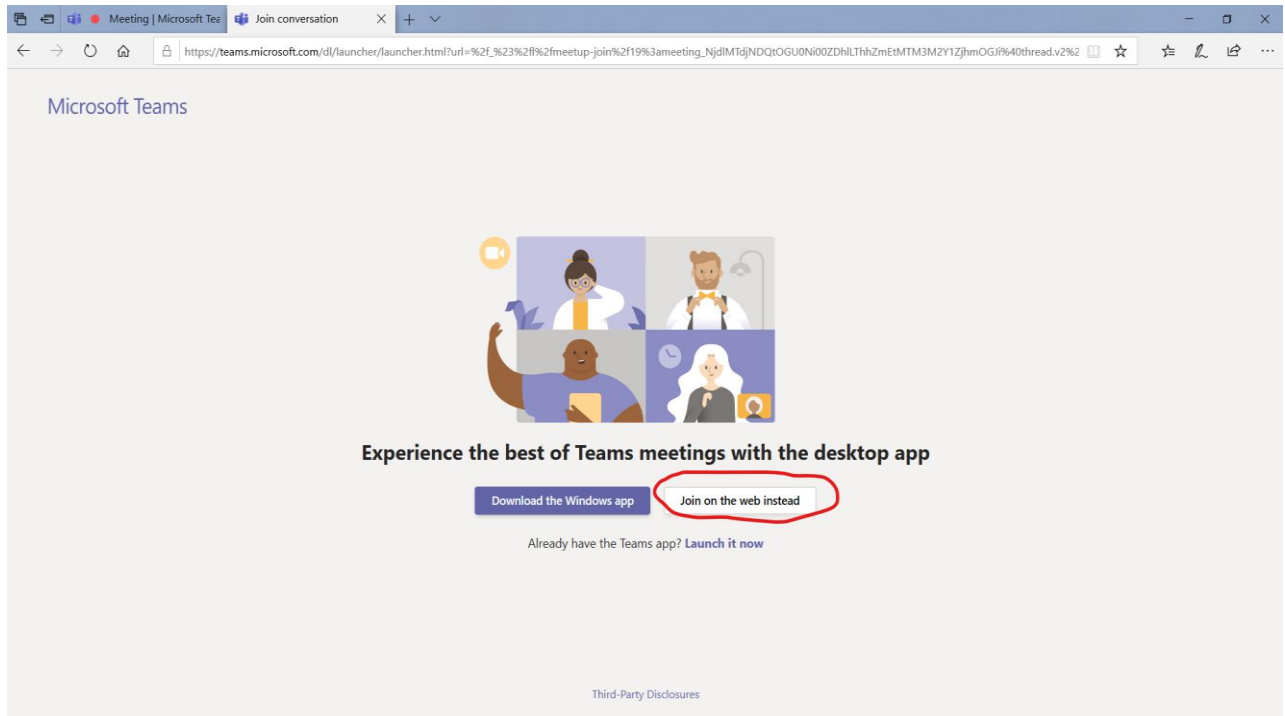 Meeting | Microsoft Tea
Join conversation
https://teams.microsoft.com/dl/launcher/launcher.html?url=%2f_%23%2fl%2fmeetup-join%2f19%3ameeting_NjdlMTdjNDQtOGU0Ni00ZDhlLThhZmEtMTM3M2Y1ZjhmOGJi%40thread.v2%2
Microsoft Teams
Experience the best of Teams meetings with the desktop app
Download the Windows app
Join on the web instead
Already have the Teams app? Launch it now
Third-Party Disclosures